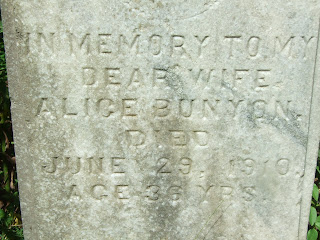 IN MEMORY TO MY
DEAR WIFE.
ALICE BUNYON,
DIED
JUNE 29, 1910,
AGE 36 YRS.